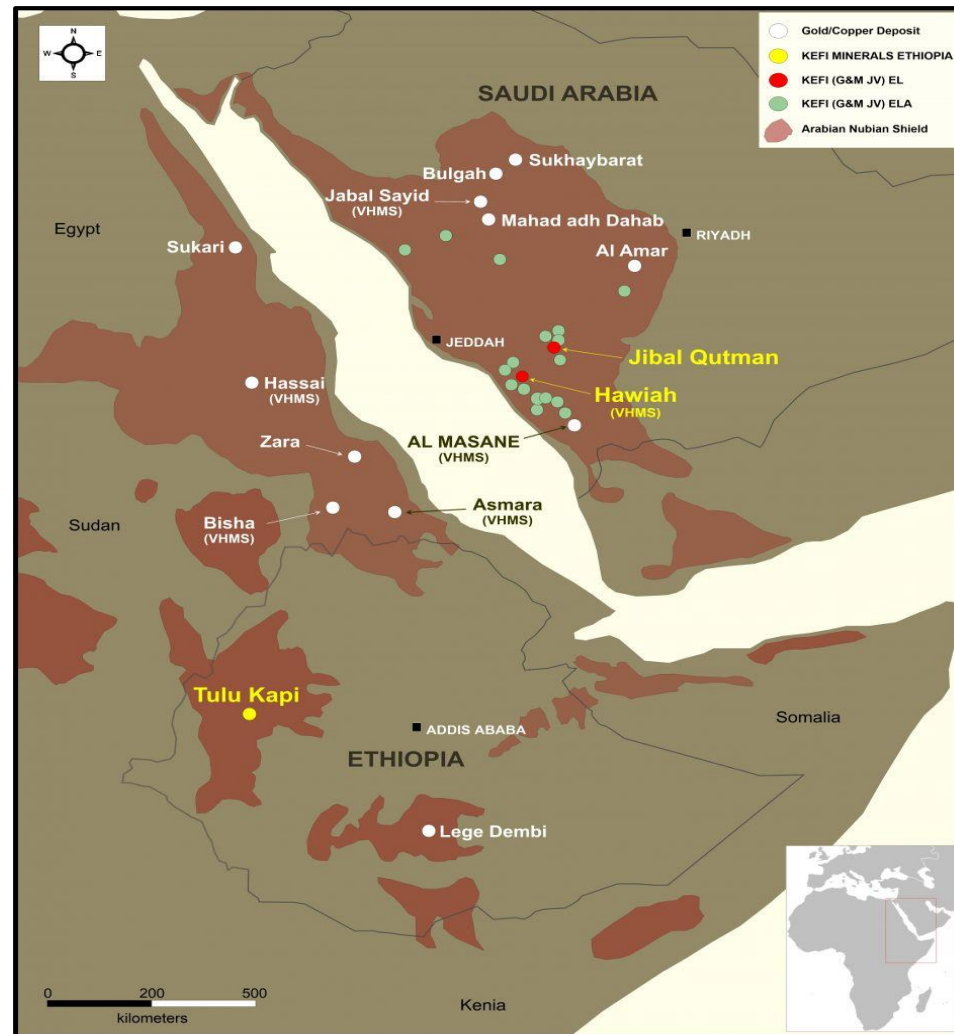 N
W E
S
Gold/Copper Deposit
KEFI MINERALS ETHIOPIA
KEFI (G&M JV) EL
KEFI (G&M JV) ELA
Arabian Nubian Shield
SAUDI ARABIA
Sukhaybarat
Bulgah
Jabal Sayid
(VHMS)
Mahad adh Dahab
Egypt
RIYADH
Sukari
Al Amar
JEDDAH
Jibal Qutman
Hassai
(VHMS)
Hawiah
(VHMS)
Zara
AL MASANE
(VHMS)
Sudan
Bisha
(VHMS)
Asmara
(VHMS)
Tulu Kapi
Somalia
ADDIS ABABA
ETHIOPIA
Lege Dembi
0 200 500
kilometers
Kenia